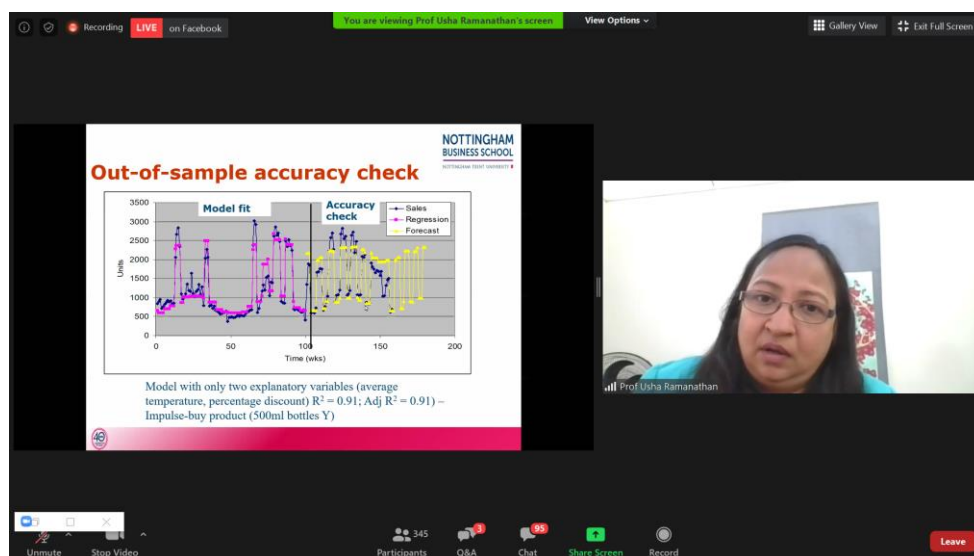 Recording
LIVE on Facebook
You are viewing Prof Usha Ramanathan's screen
View Options
Gallery View
Exit Full Screen
NOTTINGHAM
BUSINESS SCHOOL
NOTTINGHAM TRENT UNIVERSITY
Out-of-sample accuracy check
Model fit
Accuracy
check
Sales
Regression
Forecast
3500
3000
2500
2000
1500
1000
500
0
Units
0 50 100 150 200
Time (wks)
Model with only two explanatory variables (average
temperature, percentage discount) R² = 0.91; Adj R² = 0.91) –
Impulse-buy product (500ml bottles Y)
40
Prof Usha Ramanathan
345
3
95
Unmute
Stop Video
Participants
Q&A
Chat
Share Screen
Record
Leave